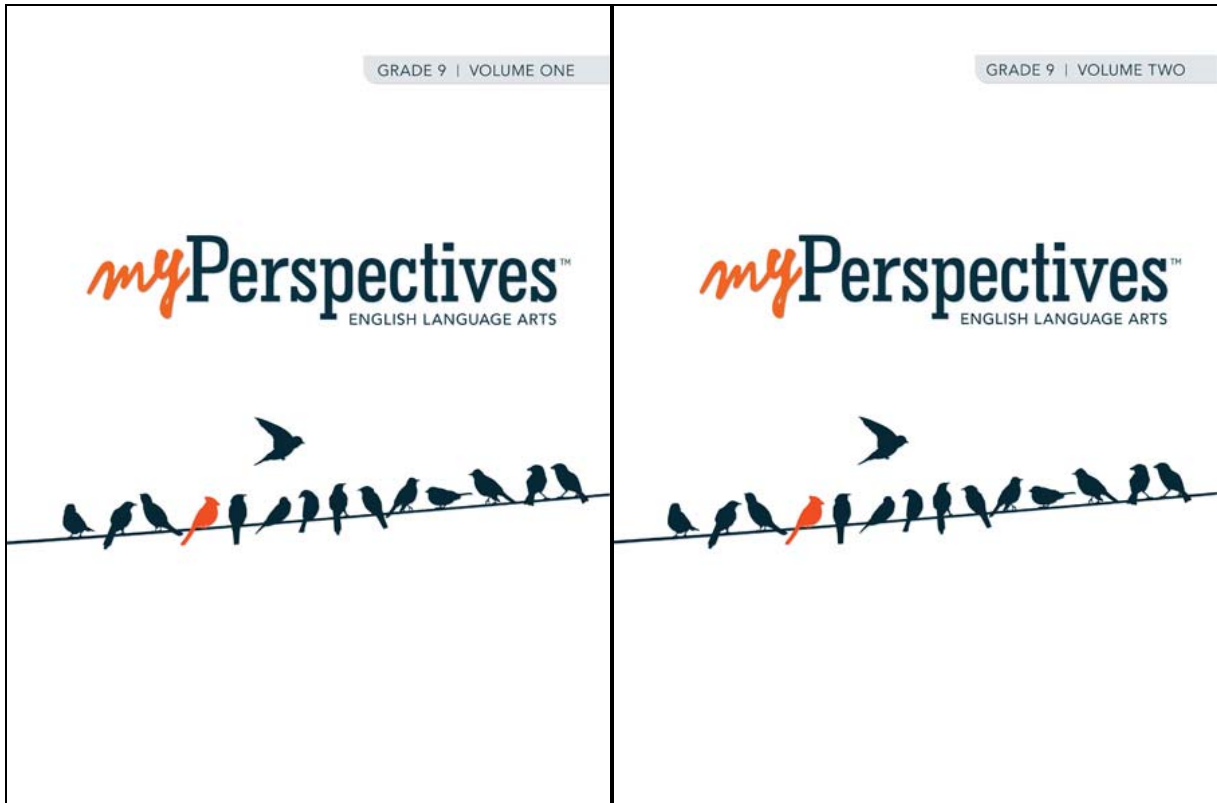 GRADE 9 | VOLUME ONE
myPerspectives™
ENGLISH LANGUAGE ARTS
GRADE 9 | VOLUME TWO
myPerspectives™
ENGLISH LANGUAGE ARTS